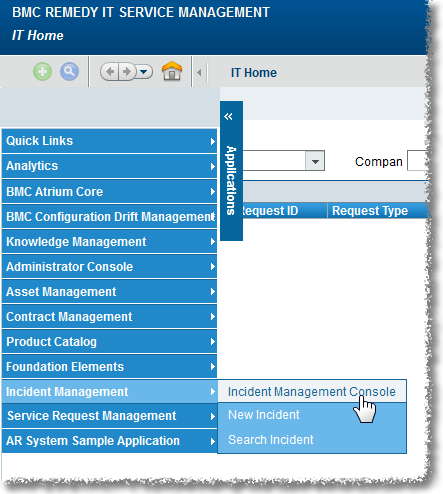 BMC REMEDY IT SERVICE MANAGEMENT
IT Home
IT Home
Quick Links
Analytics
BMC Atrium Core
BMC Configuration Drift Management
Knowledge Management
Administrator Console
Asset Management
Contract Management
Product Catalog
Foundation Elements
Incident Management
Service Request Management
AR System Sample Application
Applications
Compan
Request ID Request Type
Incident Management Console
New Incident
Search Incident